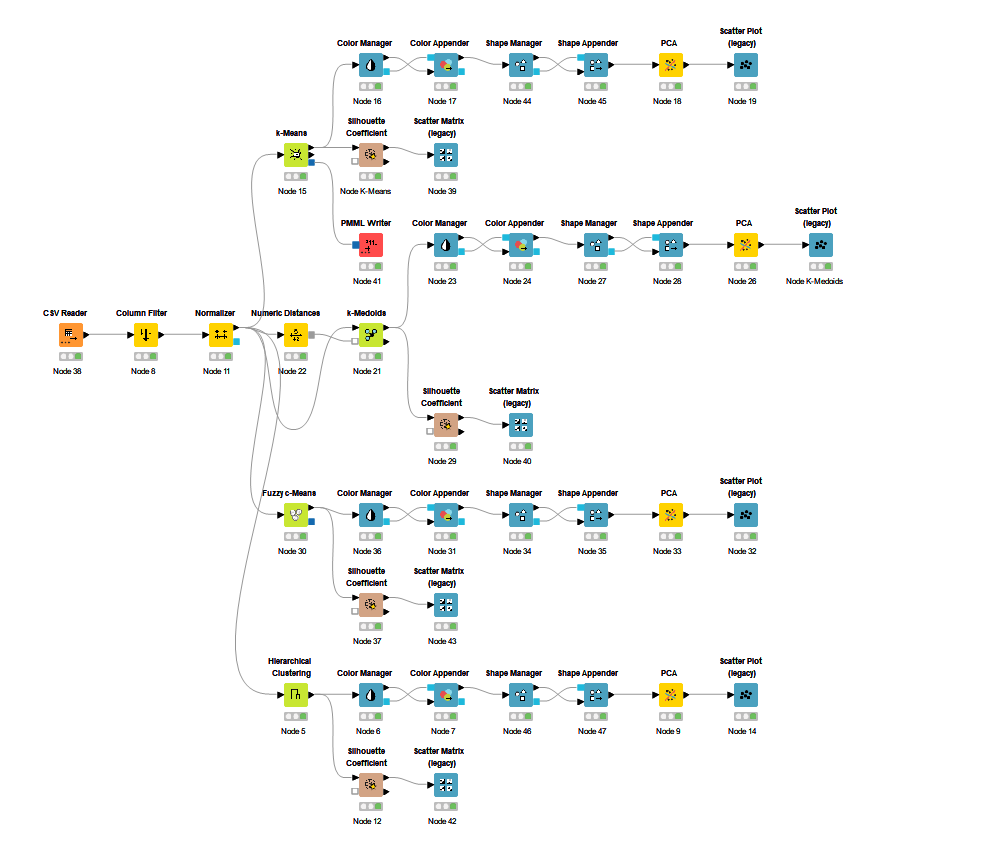 Scatter Plot
(legacy)
Color Manager
Color Appender
Shape Manager
Shape Appender
PCA
Node 16
Node 17
Node 44
Node 45
Node 18
Node 19
k-Means
Silhouette
Coefficient
Scatter Matrix
(legacy)
Node 15
Node K-Means
Node 39
Scatter Plot
(legacy)
PMML Writer
Color Manager
Color Appender
Shape Manager
Shape Appender
PCA
Node 41
Node 23
Node 24
Node 27
Node 28
Node 26
Node K-Medoids
CSV Reader
Column Filter
Normalizer
Numeric Distances
k-Medoids
Node 38
Node 8
Node 11
Node 22
Node 21
Silhouette
Coefficient
Scatter Matrix
(legacy)
Node 29
Node 40
Scatter Plot
(legacy)
Fuzzy c-Means
Color Manager
Color Appender
Shape Manager
Shape Appender
PCA
Node 30
Node 36
Node 31
Node 34
Node 35
Node 33
Node 32
Silhouette
Coefficient
Scatter Matrix
(legacy)
Node 37
Node 43
Hierarchical
Clustering
Color Manager
Color Appender
Shape Manager
Shape Appender
PCA
Scatter Plot
(legacy)
Node 5
Node 6
Node 7
Node 46
Node 47
Node 9
Node 14
Silhouette
Coefficient
Scatter Matrix
(legacy)
Node 12
Node 42